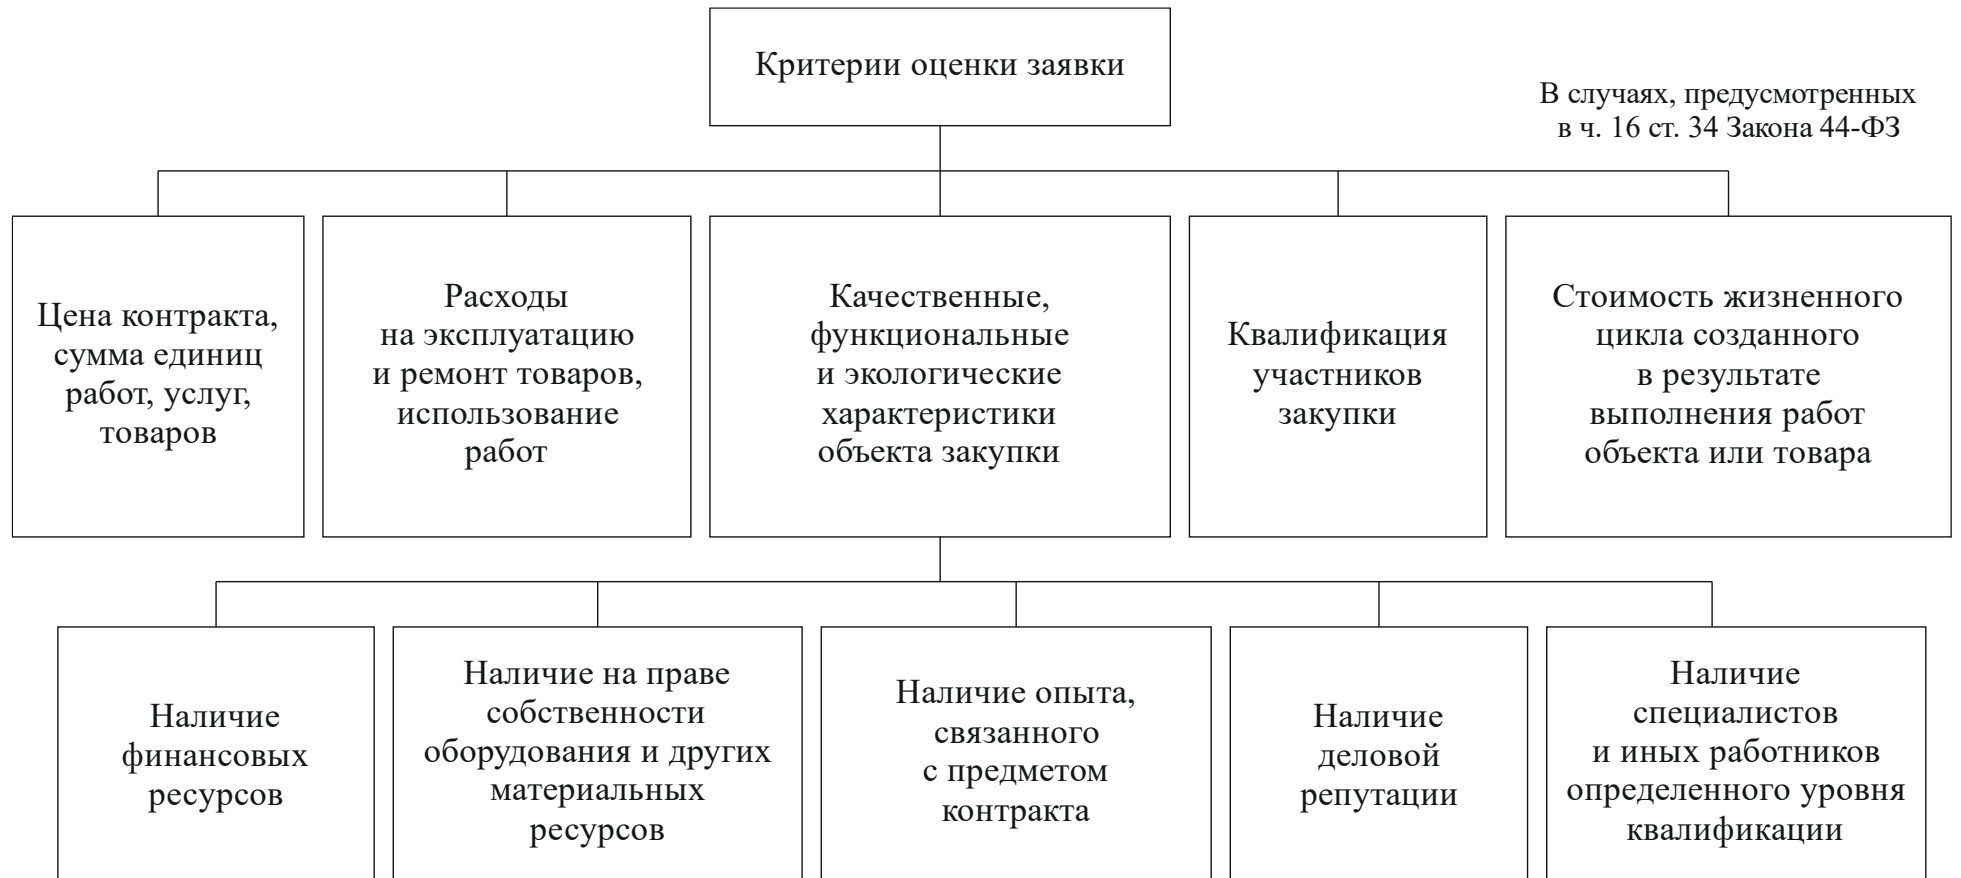 Критерии оценки заявки
В случаях, предусмотренных
в ч. 16 ст. 34 Закона 44-ФЗ
Цена контракта,
сумма единиц
работ, услуг,
товаров
Расходы
на эксплуатацию
и ремонт товаров,
использование
работ
Качественные,
функциональные
и экологические
характеристики
объекта закупки
Квалификация
участников
закупки
Стоимость жизненного
цикла созданного
в результате
выполнения работ
объекта или товара
Наличие
финансовых
ресурсов
Наличие на праве
собственности
оборудования и других
материальных
ресурсов
Наличие опыта,
связанного
с предметом
контракта
Наличие
деловой
репутации
Наличие
специалистов
и иных работников
определенного уровня
квалификации